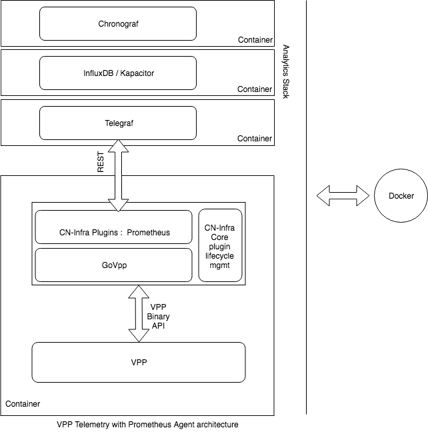 Chronograf
Container
InfluxDB / Kapacitor
Container
Telegraf
Container
Analytics Stack
REST
CN-Infra Plugins : Prometheus
GoVpp
CN-Infra
Core
plugin
lifecycle
mgmt
VPP
Binary
API
VPP
Container
Docker
VPP Telemetry with Prometheus Agent architecture